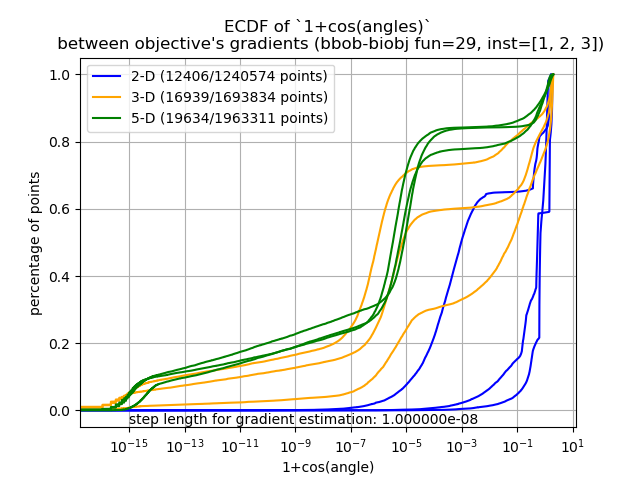 ECDF of `1+cos(angles)`
between objective's gradients (bbob-biobj fun=29, inst=[1, 2, 3])
2-D (12406/1240574 points)
3-D (16939/1693834 points)
5-D (19634/1963311 points)
percentage of points
1.0
0.8
0.6
0.4
0.2
0.0
step length for gradient estimation: 1.000000e-08
10⁻¹⁵ 10⁻¹³ 10⁻¹¹ 10⁻⁹ 10⁻⁷ 10⁻⁵ 10⁻³ 10⁻¹ 10¹
1+cos(angle)